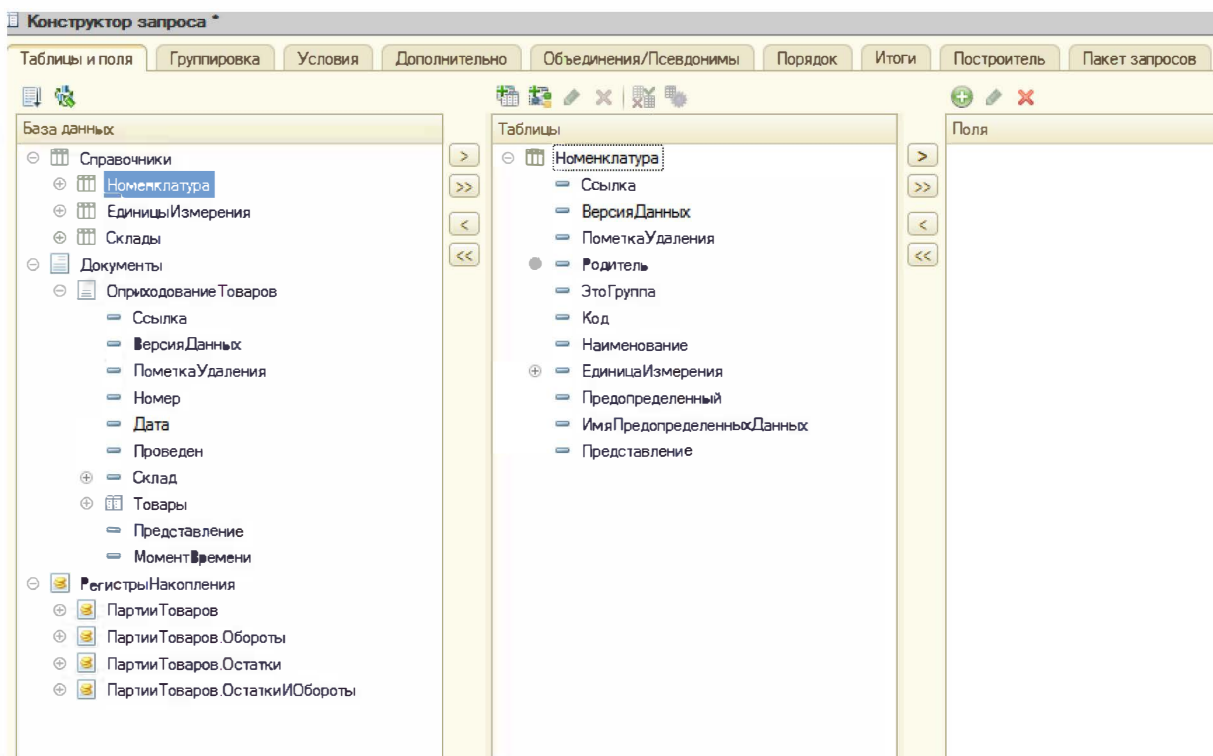 Конструктор запроса *
Таблицы и поля Группировка Условия Дополнительно Объединения/Псевдонимы Порядок Итоги Построитель Пакет запросов
База данных
Справочники
Номенклатура
ЕдиницыИзмерения
Склады
Документы
ОприходованиеТоваров
Ссылка
ВерсияДанных
ПометкаУдаления
Номер
Дата
Проведен
Склад
Товары
Представление
МоментВремени
РегистрыНакопления
ПартииТоваров
ПартииТоваров.Обороты
ПартииТоваров.Остатки
ПартииТоваров.ОстаткиИОбороты
>
>>
<
<<
Таблицы
Номенклатура
Ссылка
ВерсияДанных
ПометкаУдаления
Родитель
ЭтоГруппа
Код
Наименование
ЕдиницаИзмерения
Предопределенный
ИмяПредопределенныхДанных
Представление
>
>>
<
<<
Поля